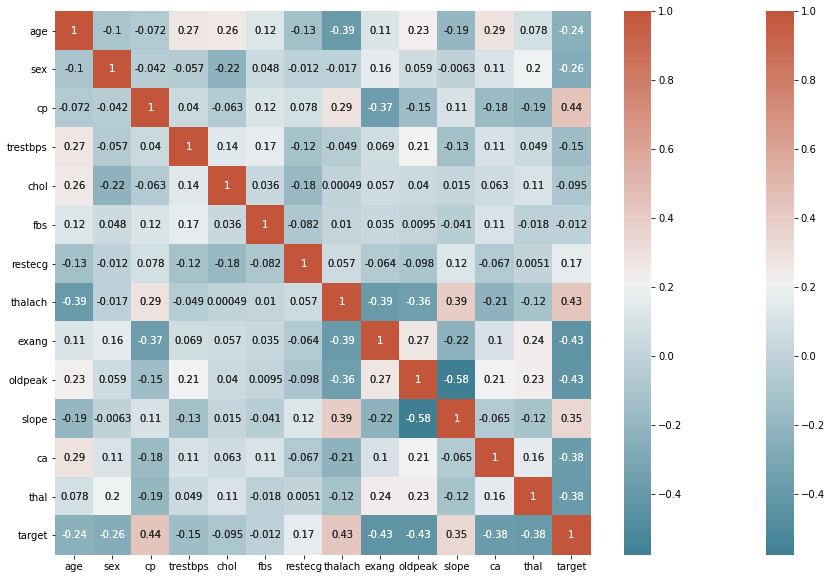 age 1 -0.1 -0.072 0.27 0.26 0.12 -0.13 -0.39 0.11 0.23 -0.19 0.29 0.078 -0.24
sex -0.1 1 -0.042 -0.057 -0.22 0.048 -0.012 -0.017 0.16 0.059 -0.0063 0.11 0.2 -0.26
cp -0.072 -0.042 1 0.04 -0.063 0.12 0.078 0.29 -0.37 -0.15 0.11 -0.18 -0.19 0.44
trestbps 0.27 -0.057 0.04 1 0.14 0.17 -0.12 -0.049 0.069 0.21 -0.13 0.11 0.049 -0.15
chol 0.26 -0.22 -0.063 0.14 1 0.036 -0.18 0.00049 0.057 0.04 0.015 0.063 0.11 -0.095
fbs 0.12 0.048 0.12 0.17 0.036 1 -0.082 0.01 0.035 0.0095 -0.041 0.11 -0.018 -0.012
restecg -0.13 -0.012 0.078 -0.12 -0.18 -0.082 1 0.057 -0.064 -0.098 0.12 -0.067 0.0051 0.17
thalach -0.39 -0.017 0.29 -0.049 0.00049 0.01 0.057 1 -0.39 -0.36 0.39 -0.21 -0.12 0.43
exang 0.11 0.16 -0.37 0.069 0.057 0.035 -0.064 -0.39 1 0.27 -0.22 0.1 0.24 -0.43
oldpeak 0.23 0.059 -0.15 0.21 0.04 0.0095 -0.098 -0.36 0.27 1 -0.58 0.21 0.23 -0.43
slope -0.19 -0.0063 0.11 -0.13 0.015 -0.041 0.12 0.39 -0.22 -0.58 1 -0.065 -0.12 0.35
ca 0.29 0.11 -0.18 0.11 0.063 0.11 -0.067 -0.21 0.1 0.21 -0.065 1 0.16 -0.38
thal 0.078 0.2 -0.19 0.049 0.11 -0.018 0.0051 -0.12 0.24 0.23 -0.12 0.16 1 -0.38
target -0.24 -0.26 0.44 -0.15 -0.095 -0.012 0.17 0.43 -0.43 -0.43 0.35 -0.38 -0.38 1
age sex cp trestbps chol fbs restecg thalach exang oldpeak slope ca thal target
1.0
0.8
0.6
0.4
0.2
0.0
−0.2
−0.4
1.0
0.8
0.6
0.4
0.2
0.0
−0.2
−0.4